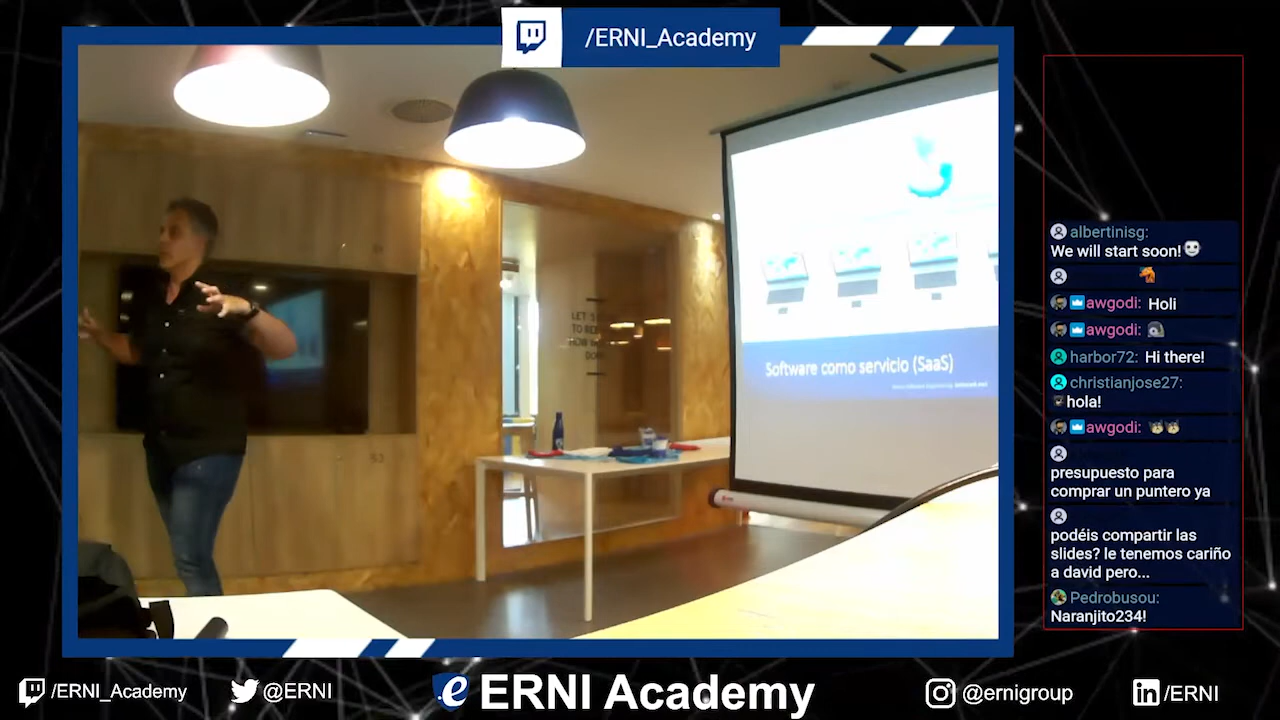 /ERNI_Academy
Software como servicio (SaaS)
albertinisg:
We will start soon!
awgodi: Holi
awgodi:
harbor72: Hi there!
christianjose27:
hola!
awgodi:
presupuesto para
comprar un puntero ya
podéis compartir las
slides? le tenemos cariño
a david pero...
Pedrobusou:
Naranjito234!
/ERNI_Academy
@ERNI
ERNI Academy
@ernigroup
/ERNI